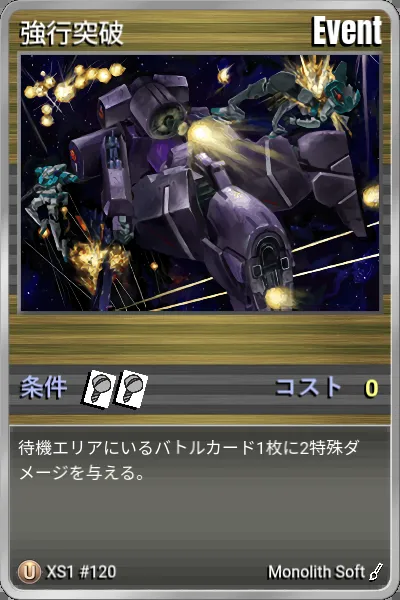 強行突破 Event
条件 コスト 0
待機エリアにいるバトルカード1枚に2特殊ダ
メージを与える。
U XS1 #120 Monolith Soft